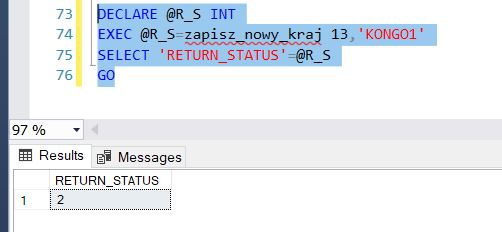 73 DECLARE @R_S INT
74 EXEC @R_S=zapisz_nowy_kraj 13,'KONGO1'
75 SELECT 'RETURN_STATUS'=@R_S
76 GO
97 %
Results Messages
RETURN_STATUS
1 2